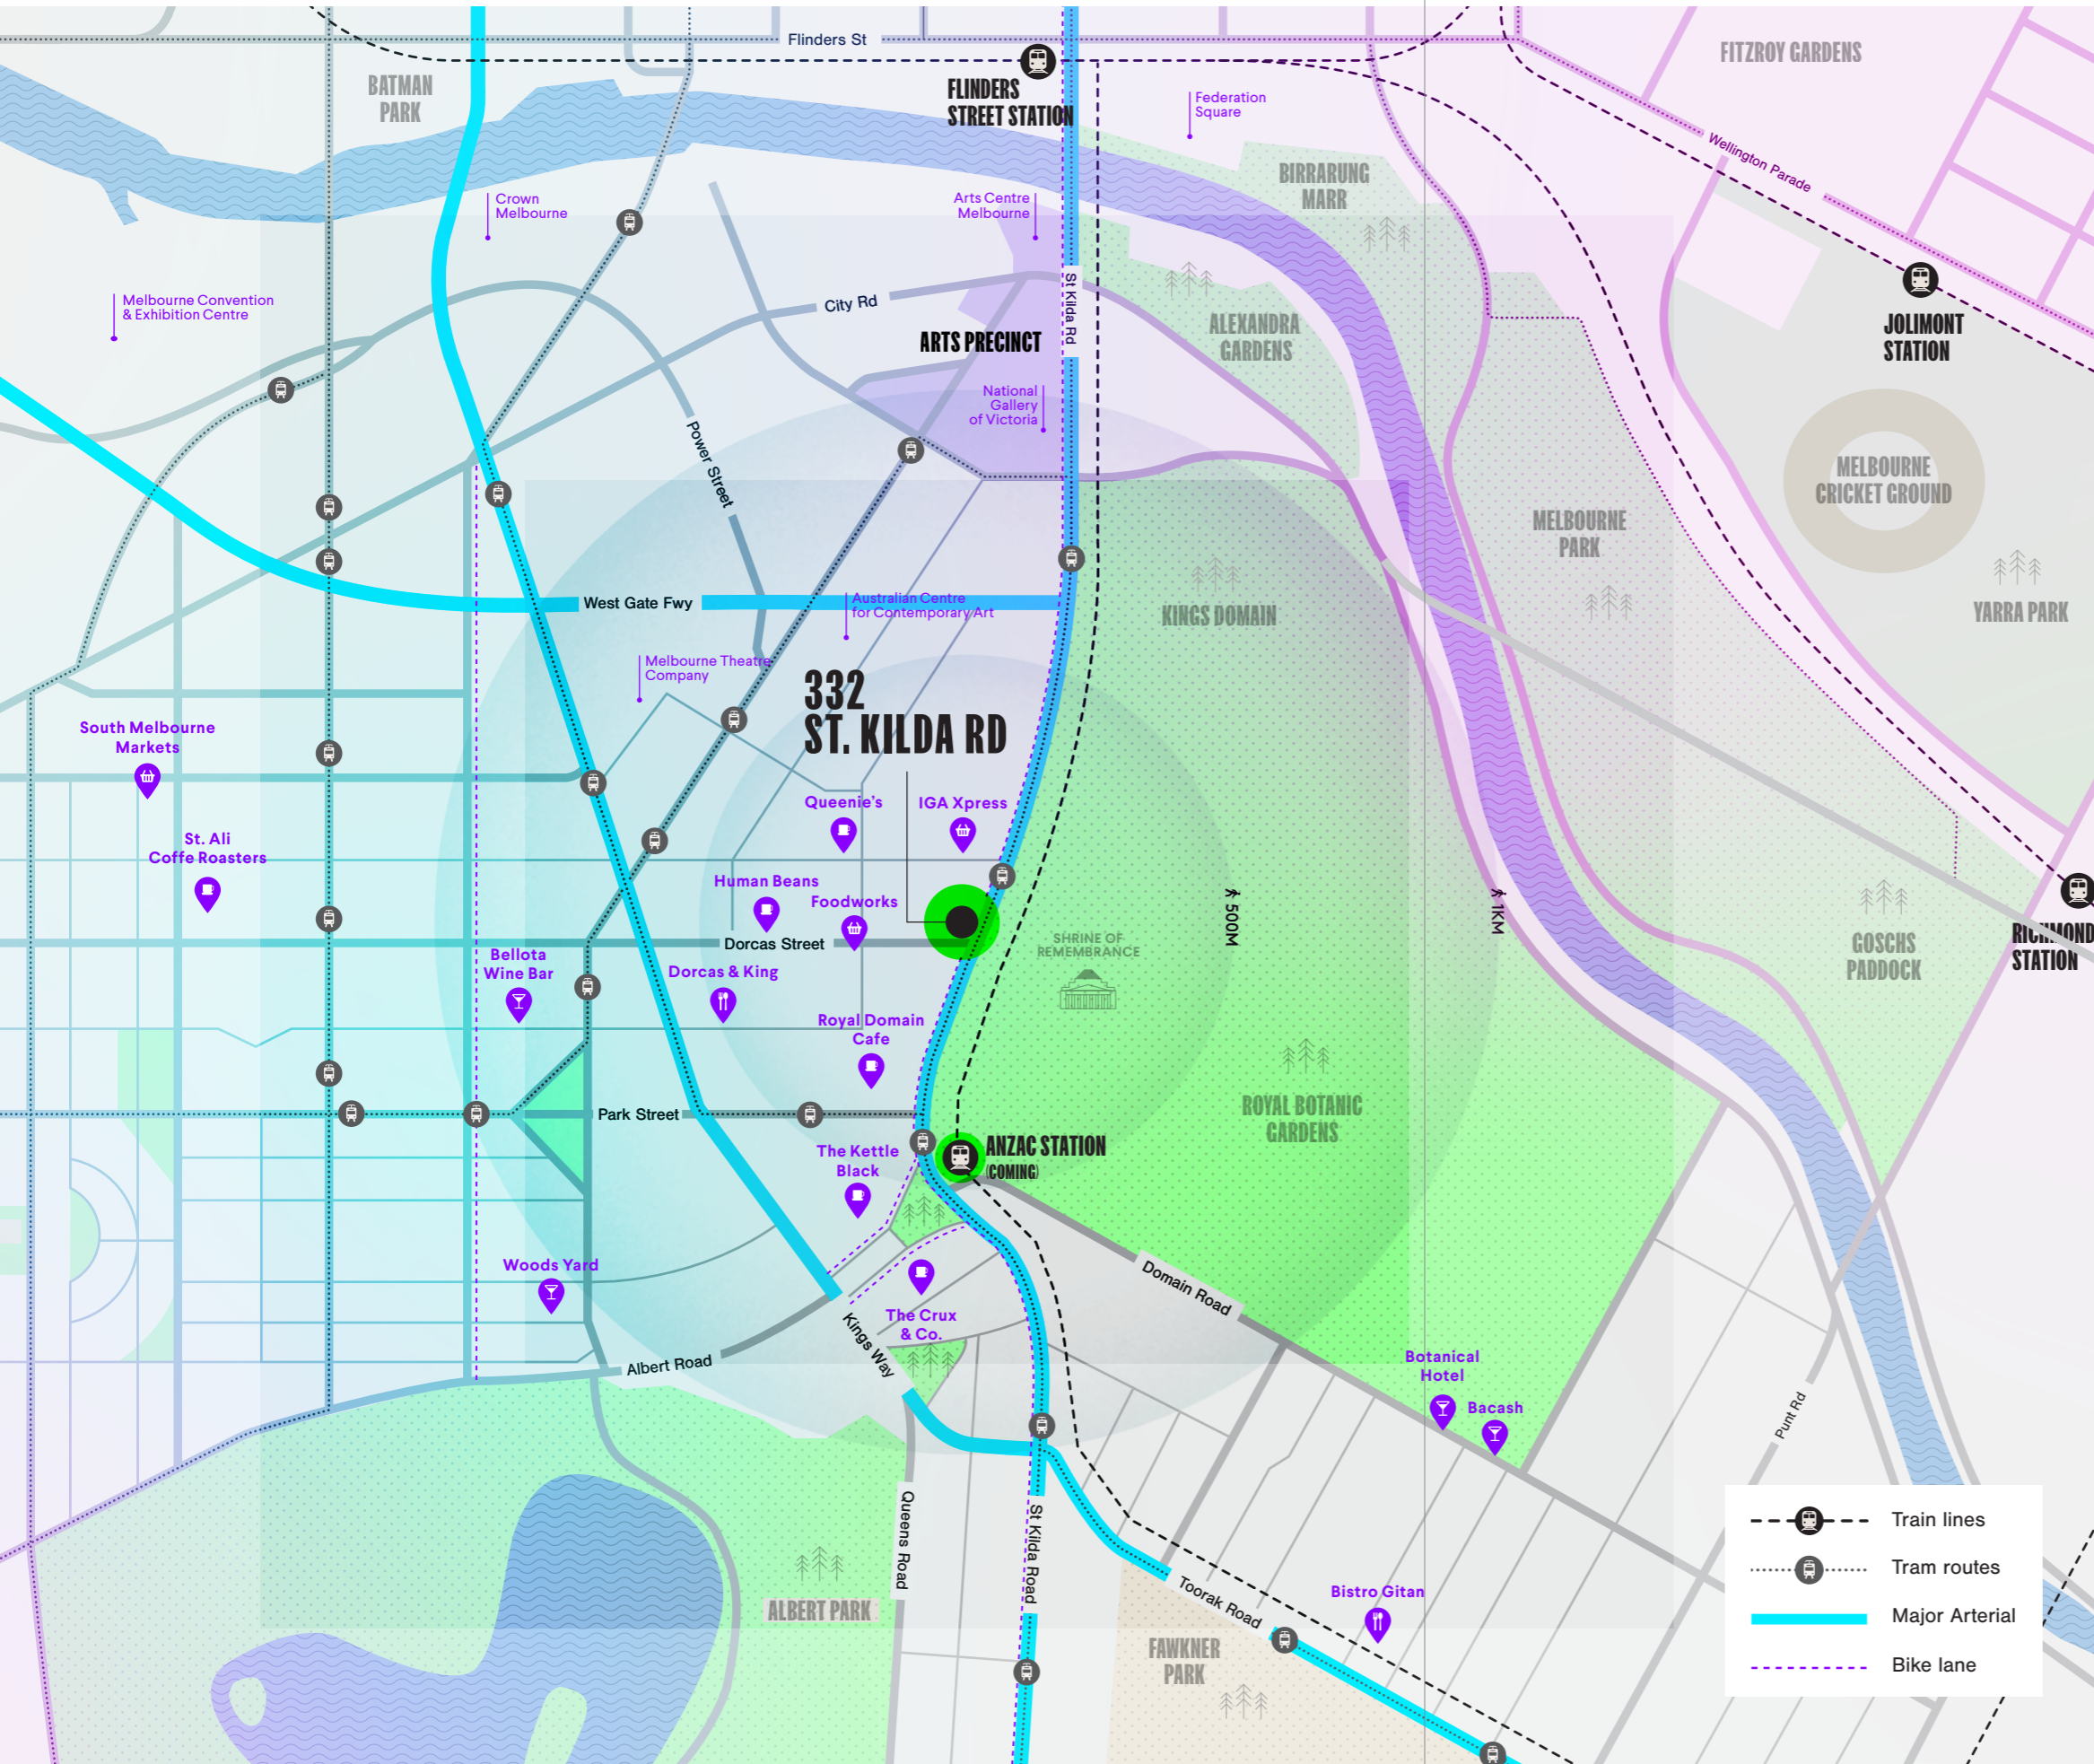 Flinders St
BATMAN
PARK
FLINDERS
STREET STATION
Federation
Square
FITZROY GARDENS
Wellington Parade
BIRRARUNG
MARR
Crown
Melbourne
Arts Centre
Melbourne
Melbourne Convention
& Exhibition Centre
City Rd
St Kilda Rd
ARTS PRECINCT
ALEXANDRA
GARDENS
JOLIMONT
STATION
National
Gallery
of Victoria
Power Street
MELBOURNE
CRICKET GROUND
MELBOURNE
PARK
West Gate Fwy
Australian Centre
for Contemporary Art
KINGS DOMAIN
YARRA PARK
Melbourne Theatre
Company
332
ST. KILDA RD
South Melbourne
Markets
Queenie's
IGA Xpress
St. Ali
Coffe Roasters
Human Beans
Foodworks
500M
1KM
Dorcas Street
SHRINE OF
REMEMBRANCE
GOSCHS
PADDOCK
RICHMOND
STATION
Bellota
Wine Bar
Dorcas & King
Royal Domain
Cafe
Park Street
ROYAL BOTANIC
GARDENS
The Kettle
Black
ANZAC STATION
(COMING)
Woods Yard
Domain Road
The Crux
& Co.
Kings Way
Albert Road
Botanical
Hotel
Bacash
Punt Rd
Queens Road
St Kilda Road
Toorak Road
Bistro Gitan
ALBERT PARK
FAWKNER
PARK
Train lines
Tram routes
Major Arterial
Bike lane